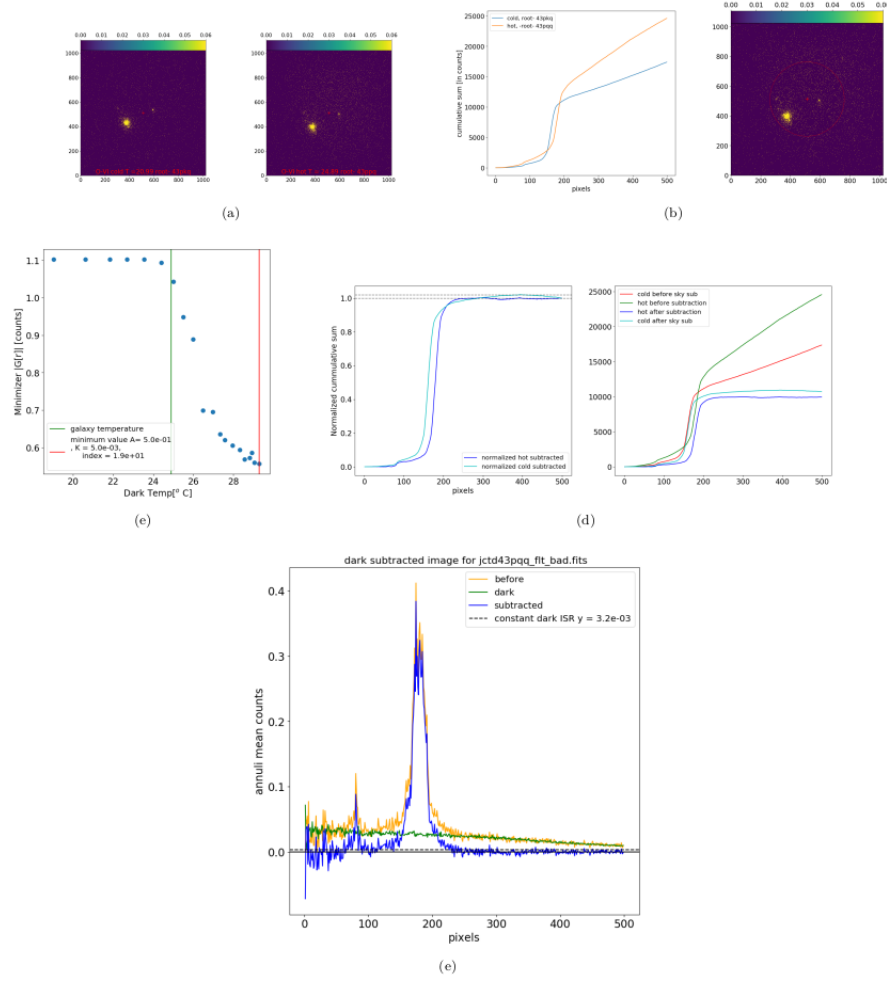 0.00 0.01 0.02 0.03 0.04 0.05 0.06
0.00 0.01 0.02 0.03 0.04 0.05 0.06
1000
800
600
400
200
0
0 200 400 600 800 1000
1000
800
600
400
200
0
0 200 400 600 800 1000
(a)
cold, root- 43pkq
hot, -root- 43pqq
cumulative sum [in counts]
25000
20000
15000
10000
5000
0
0 100 200 300 400 500
pixels
0.00 0.01 0.02 0.03 0.04 0.05 0.06
1000
800
600
400
200
0
0 200 400 600 800 1000
(b)
Minimizer |G[r]| [counts]
1.1
1.0
0.9
0.8
0.7
0.6
galaxy temperature
minimum value A= 5.0e-01
, K = 5.0e-03,
index = 1.9e+01
20 22 24 26 28
Dark Temp[° C]
(c)
Normalized cummulative sum
1.0
0.8
0.6
0.4
0.2
0.0
normalized hot subtracted
normalized cold subtracted
0 100 200 300 400 500
pixels
25000
20000
15000
10000
5000
0
cold before sky sub
hot before subtraction
hot after subtraction
cold after sky sub
0 100 200 300 400 500
pixels
(d)
dark subtracted image for jctd43pqq_flt_bad.fits
before
dark
subtracted
constant dark ISR y = 3.2e-03
annuli mean counts
0.4
0.3
0.2
0.1
0.0
0 100 200 300 400 500
pixels
(e)